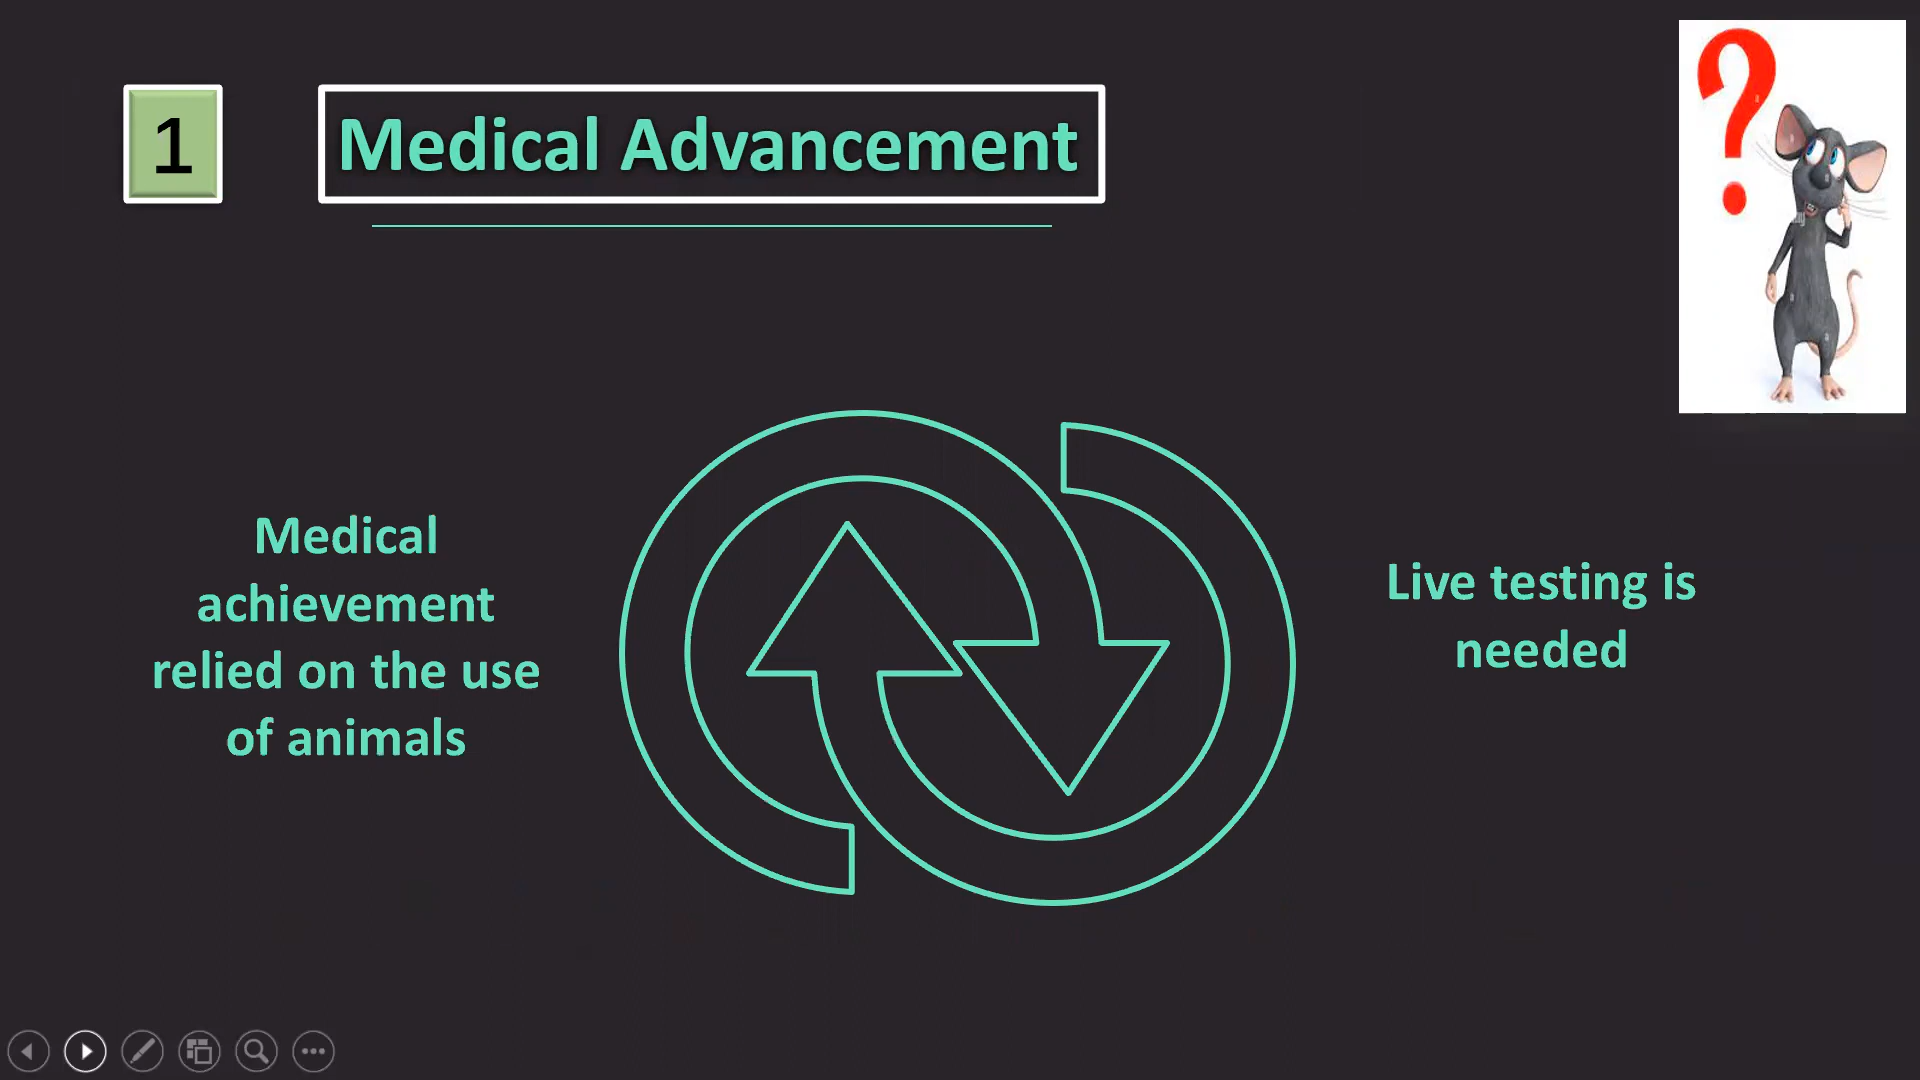 1
Medical Advancement
Medical
achievement
relied on the use
of animals
Live testing is
needed